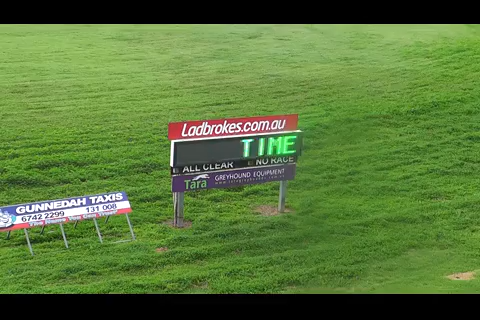 Ladbrokes.com.au
TIME
ALL CLEAR NO RACE
Tara GREYHOUND EQUIPMENT
GUNNEDAH TAXIS
6742 2299 131 008